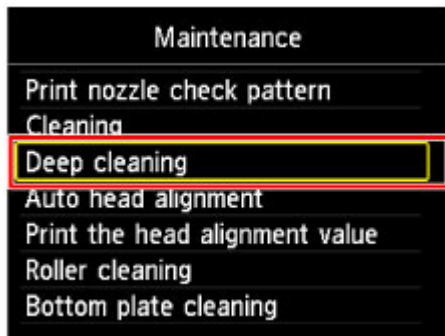 Maintenance
Print nozzle check pattern
Cleaning
Deep cleaning
Auto head alignment
Print the head alignment value
Roller cleaning
Bottom plate cleaning